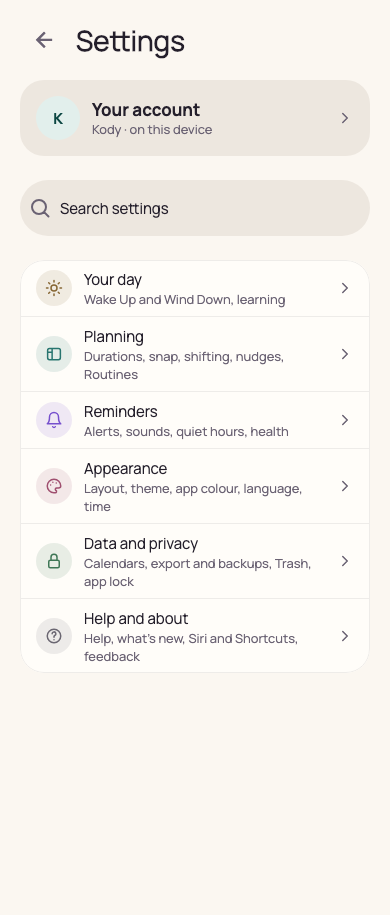 Settings
K
Your account
Kody · on this device
Search settings
Your day
Wake Up and Wind Down, learning
Planning
Durations, snap, shifting, nudges,
Routines
Reminders
Alerts, sounds, quiet hours, health
Appearance
Layout, theme, app colour, language,
time
Data and privacy
Calendars, export and backups, Trash,
app lock
Help and about
Help, what's new, Siri and Shortcuts,
feedback